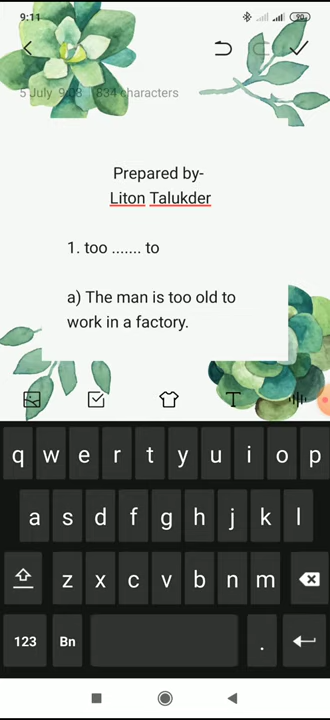 9:11
5 July 9:08 834 characters
Prepared by-
Liton Talukder
1. too ....... to
a) The man is too old to
work in a factory.
T
q w e r t y u i o p
a s d f g h j k l
z x c v b n m
123 Bn .